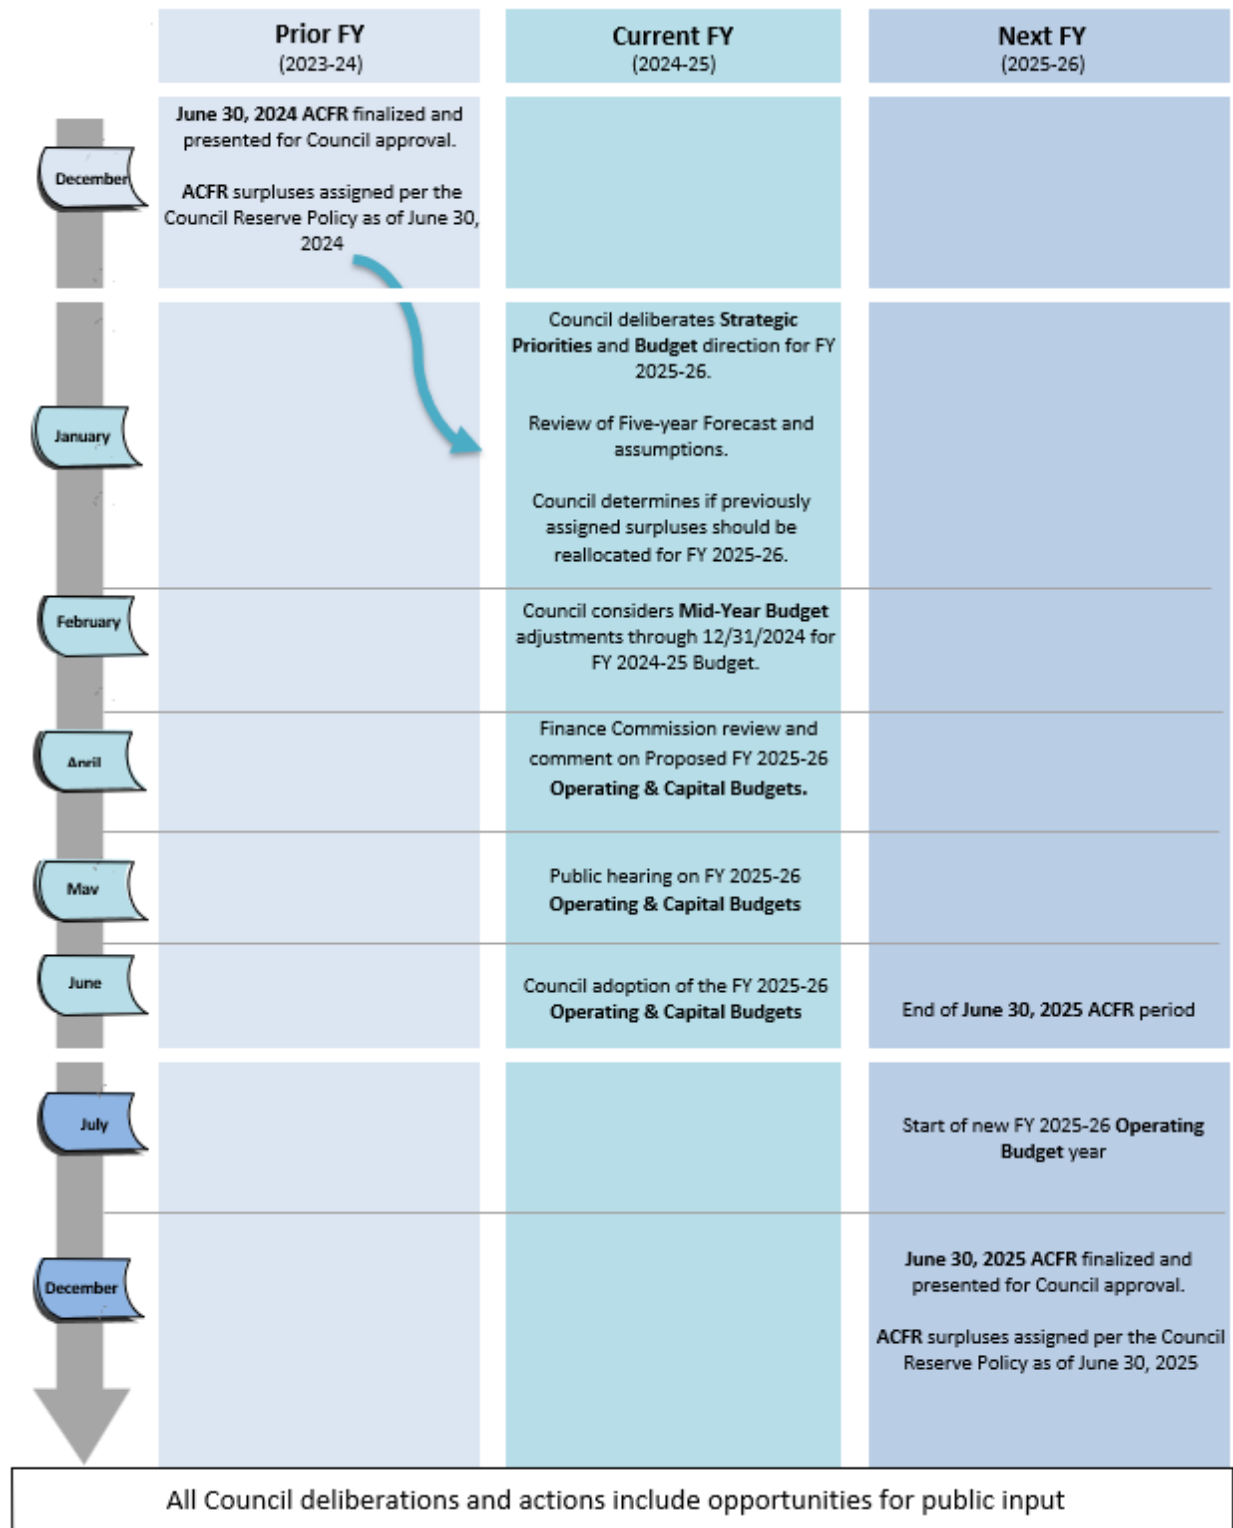 Prior FY
(2023-24)
Current FY
(2024-25)
Next FY
(2025-26)
December
June 30, 2024 ACFR finalized and
presented for Council approval.
ACFR surpluses assigned per the
Council Reserve Policy as of June 30,
2024
January
Council deliberates Strategic
Priorities and Budget direction for FY
2025-26.
Review of Five-year Forecast and
assumptions.
Council determines if previously
assigned surpluses should be
reallocated for FY 2025-26.
February
Council considers Mid-Year Budget
adjustments through 12/31/2024 for
FY 2024-25 Budget.
April
Finance Commission review and
comment on Proposed FY 2025-26
Operating & Capital Budgets.
May
Public hearing on FY 2025-26
Operating & Capital Budgets
June
Council adoption of the FY 2025-26
Operating & Capital Budgets
End of June 30, 2025 ACFR period
July
Start of new FY 2025-26 Operating
Budget year
December
June 30, 2025 ACFR finalized and
presented for Council approval.
ACFR surpluses assigned per the Council
Reserve Policy as of June 30, 2025
All Council deliberations and actions include opportunities for public input